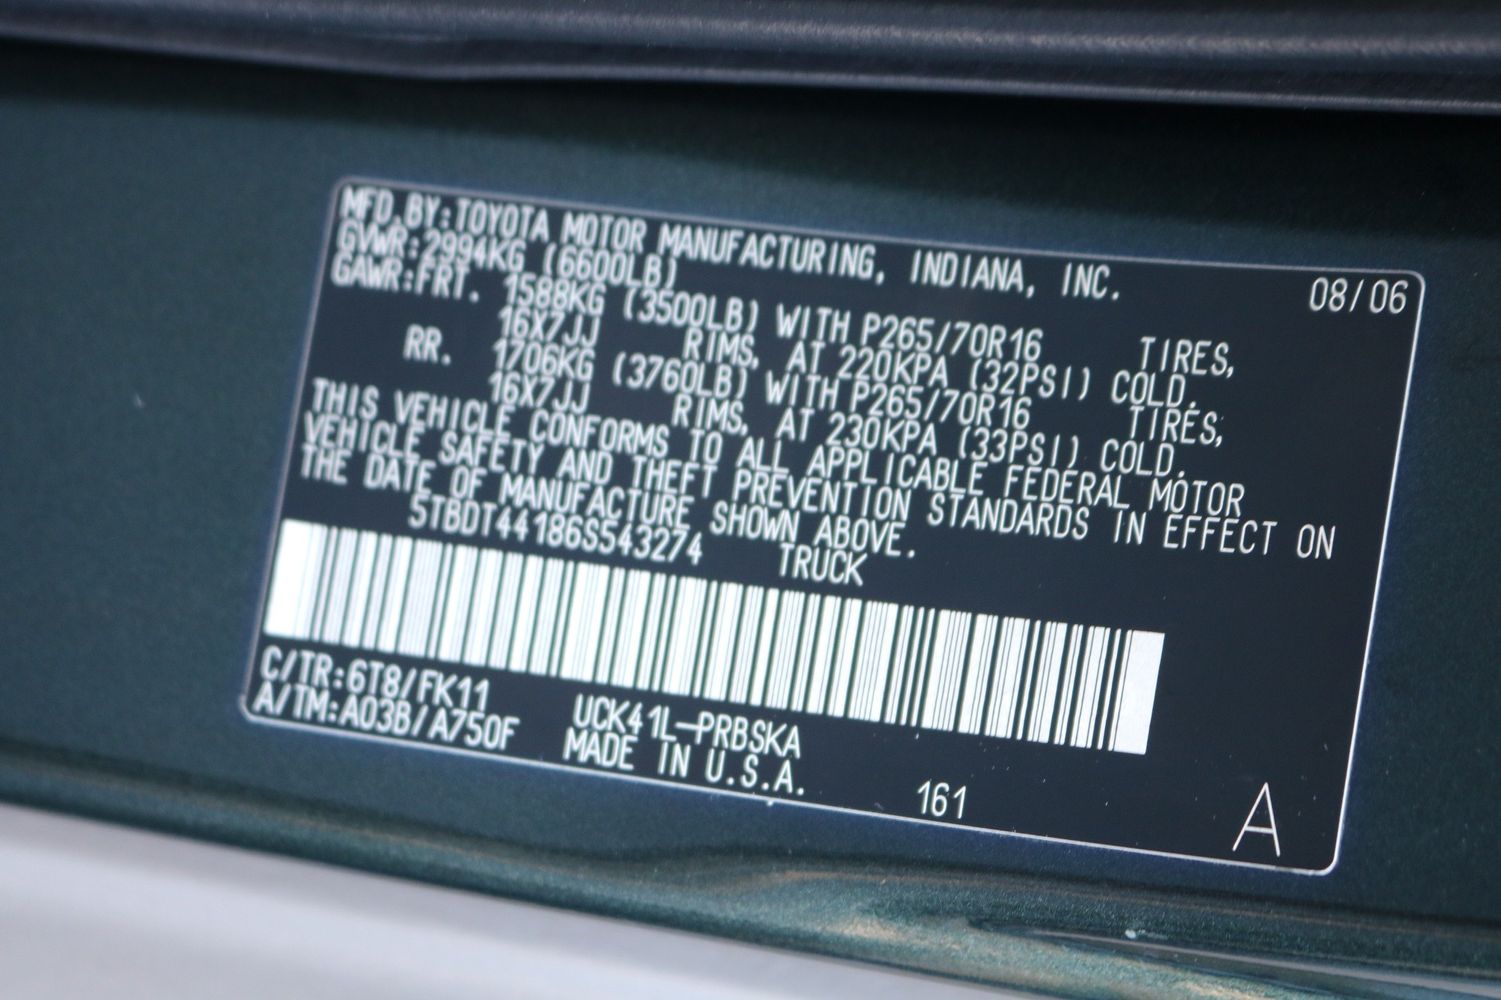 MFD.BY:TOYOTA MOTOR MANUFACTURING, INDIANA, INC. 08/06
GVWR:2994KG (6600LB)
GAWR:FRT. 1588KG (3500LB) WITH P265/70R16 TIRES,
16X7JJ RIMS, AT 220KPA (32PSI) COLD.
RR. 1706KG (3760LB) WITH P265/70R16 TIRES,
16X7JJ RIMS, AT 230KPA (33PSI) COLD.
THIS VEHICLE CONFORMS TO ALL APPLICABLE FEDERAL MOTOR
VEHICLE SAFETY AND THEFT PREVENTION STANDARDS IN EFFECT ON
THE DATE OF MANUFACTURE SHOWN ABOVE.
5TBDT44186S543274 TRUCK
C/TR:6T8/FK11 UCK41L-PRBSKA
A/TM:A03B/A750F MADE IN U.S.A. 161 A